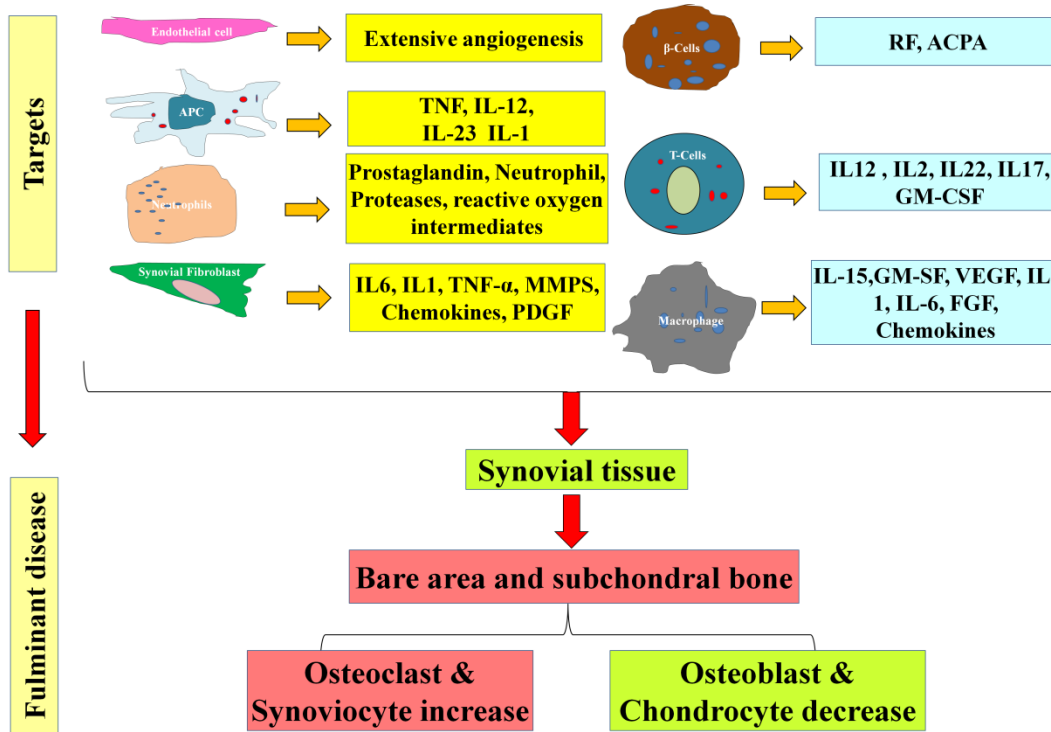 Targets
Endothelial cell
Extensive angiogenesis
APC
TNF, IL-12,
IL-23 IL-1
Neutrophils
Prostaglandin, Neutrophil,
Proteases, reactive oxygen
intermediates
Synovial Fibroblast
IL6, IL1, TNF-α, MMPS,
Chemokines, PDGF
β-Cells
RF, ACPA
T-Cells
IL12 , IL2, IL22, IL17,
GM-CSF
Macrophage
IL-15,GM-SF, VEGF, IL
1, IL-6, FGF,
Chemokines
Synovial tissue
Fulminant disease
Bare area and subchondral bone
Osteoclast &
Synoviocyte increase
Osteoblast &
Chondrocyte decrease